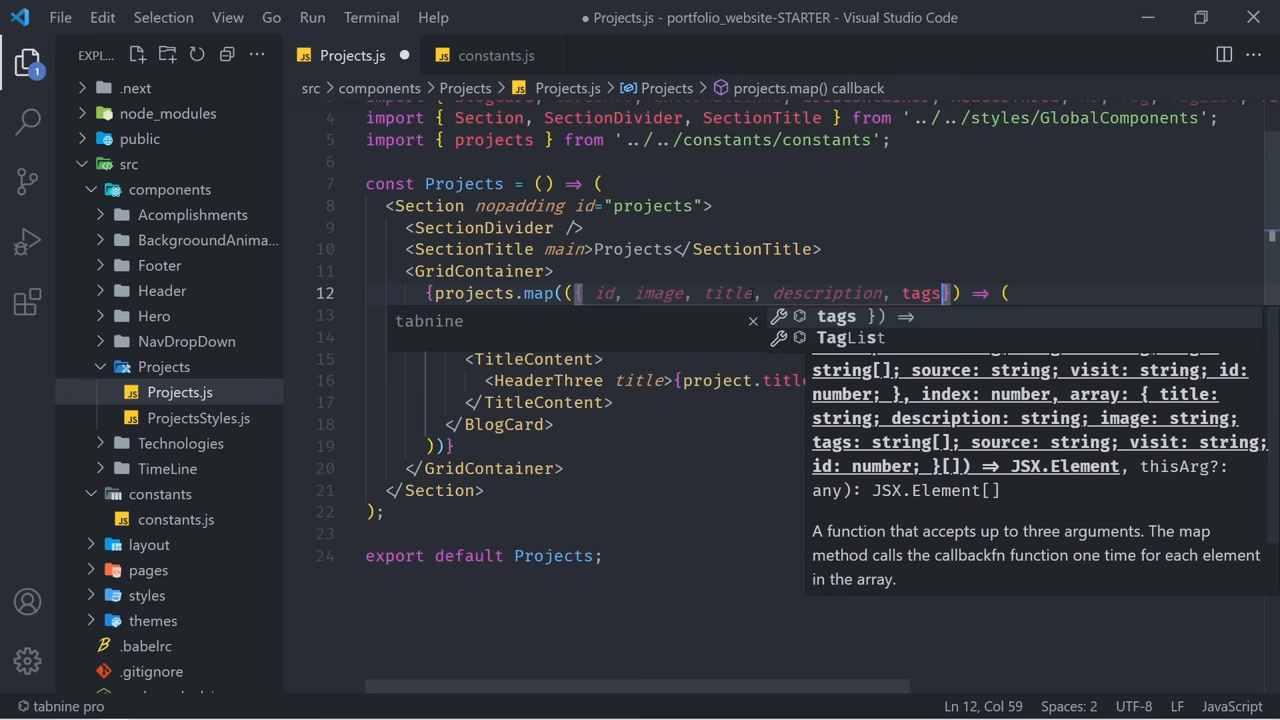 File Edit Selection View Go Run Terminal Help
● Projects.js - portfolio_website-STARTER - Visual Studio Code
EXPL...
JS Projects.js ●
JS constants.js
1
src > components > Projects > JS Projects.js > Projects > projects.map() callback
.next
node_modules
public
src
components
Acomplishments
BackgrooundAnima...
Footer
Header
Hero
NavDropDown
Projects
JS Projects.js
JS ProjectsStyles.js
Technologies
TimeLine
constants
JS constants.js
layout
pages
styles
themes
.babelrc
.gitignore
4 import { Section, SectionDivider, SectionTitle } from '../../styles/GlobalComponents';
5 import { projects } from '../../constants/constants';
6
7 const Projects = () => (
8 <Section nopadding id="projects">
9 <SectionDivider />
10 <SectionTitle main>Projects</SectionTitle>
11 <GridContainer>
12 {projects.map(({ id, image, title, description, tags}) => (
tabnine ×
tags }) =>
TagList
15 <TitleContent>
16 <HeaderThree title>{project.title
17 </TitleContent>
18 </BlogCard>
19 ))}
20 </GridContainer>
21 </Section>
22 );
23
24 export default Projects;
string[]; source: string; visit: string; id:
number; }, index: number, array: { title:
string; description: string; image: string;
tags: string[]; source: string; visit: string;
id: number; }[]) => JSX.Element, thisArg?:
any): JSX.Element[]
A function that accepts up to three arguments. The map
method calls the callbackfn function one time for each element
in the array.
tabnine pro
Ln 12, Col 59 Spaces: 2 UTF-8 LF JavaScript